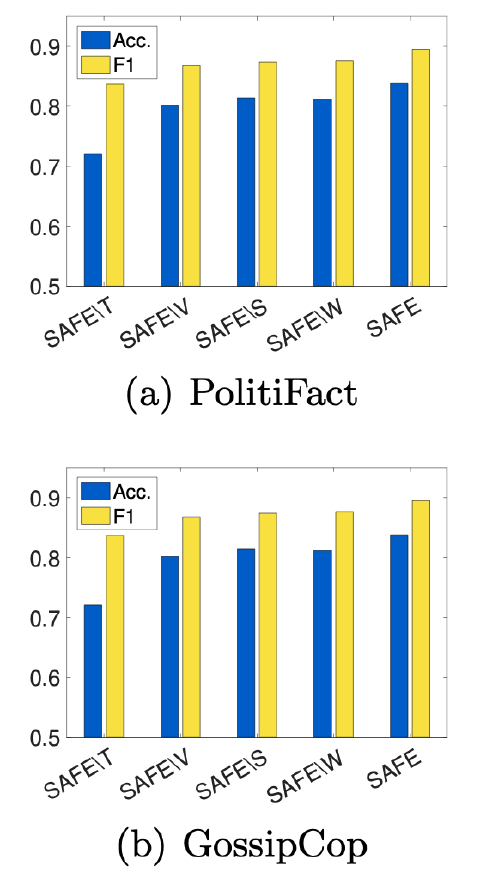 0.9
0.8
0.7
0.6
0.5
Acc.
F1
SAFE\T
SAFE\V
SAFE\S
SAFE\W
SAFE
(a) PolitiFact
0.9
0.8
0.7
0.6
0.5
Acc.
F1
SAFE\T
SAFE\V
SAFE\S
SAFE\W
SAFE
(b) GossipCop